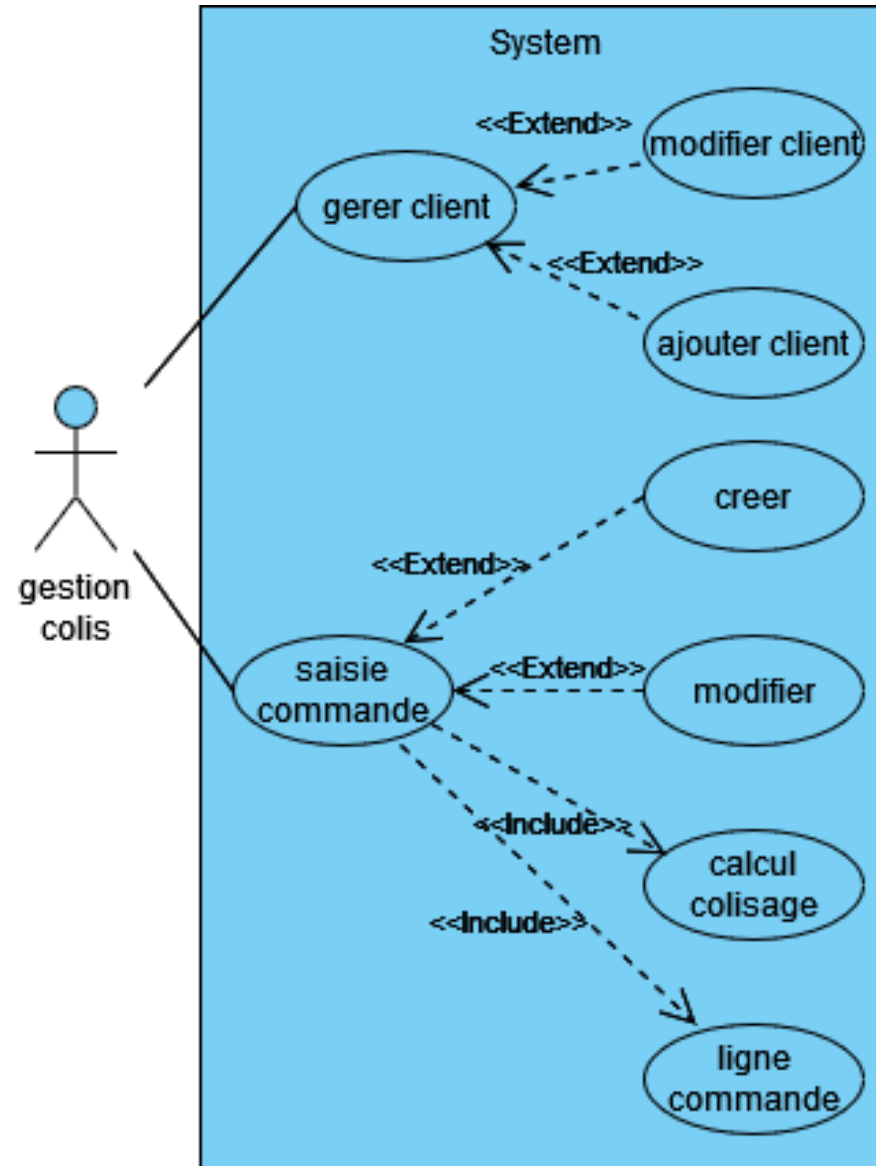 System
<<Extend>>
modifier client
gerer client
<<Extend>>
ajouter client
creer
<<Extend>>
gestion
colis
saisie
commande
<<Extend>>
modifier
<<Include>>
calcul
colisage
<<Include>>
ligne
commande